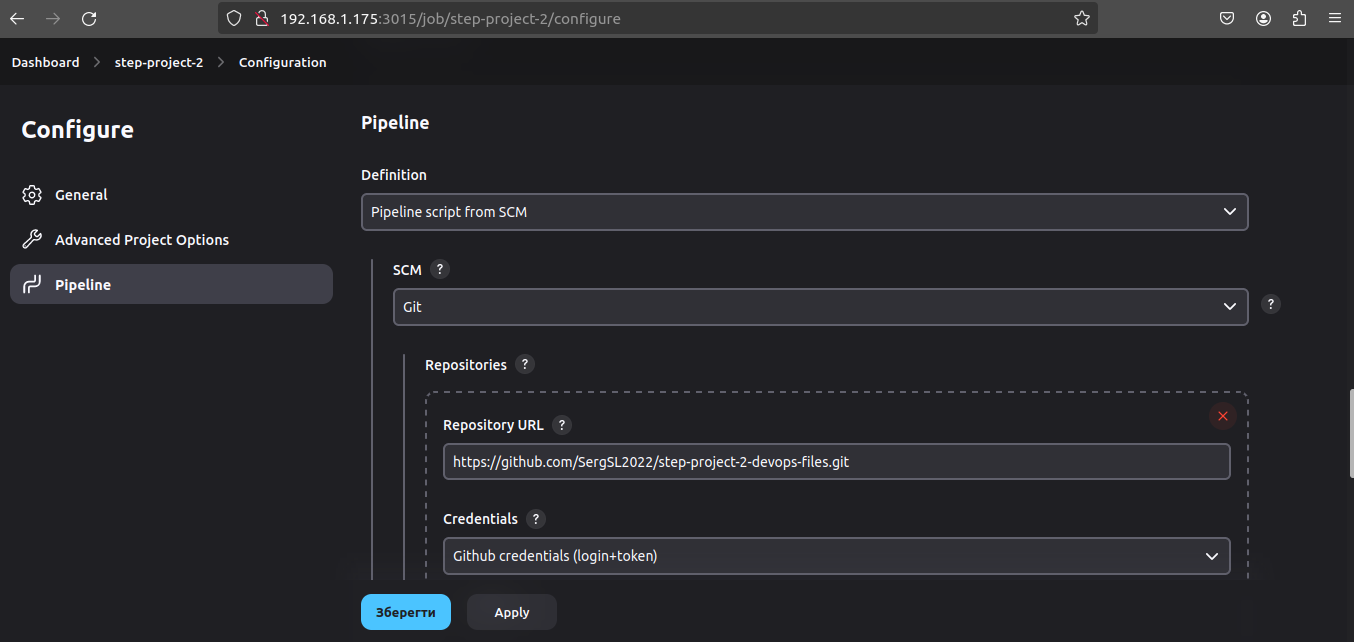 192.168.1.175:3015/job/step-project-2/configure
Dashboard > step-project-2 > Configuration
Configure
General
Advanced Project Options
Pipeline
Pipeline
Definition
Pipeline script from SCM
SCM ?
Git
?
Repositories ?
Repository URL ?
https://github.com/SergSL2022/step-project-2-devops-files.git
Credentials ?
Github credentials (login+token)
Зберегти Apply